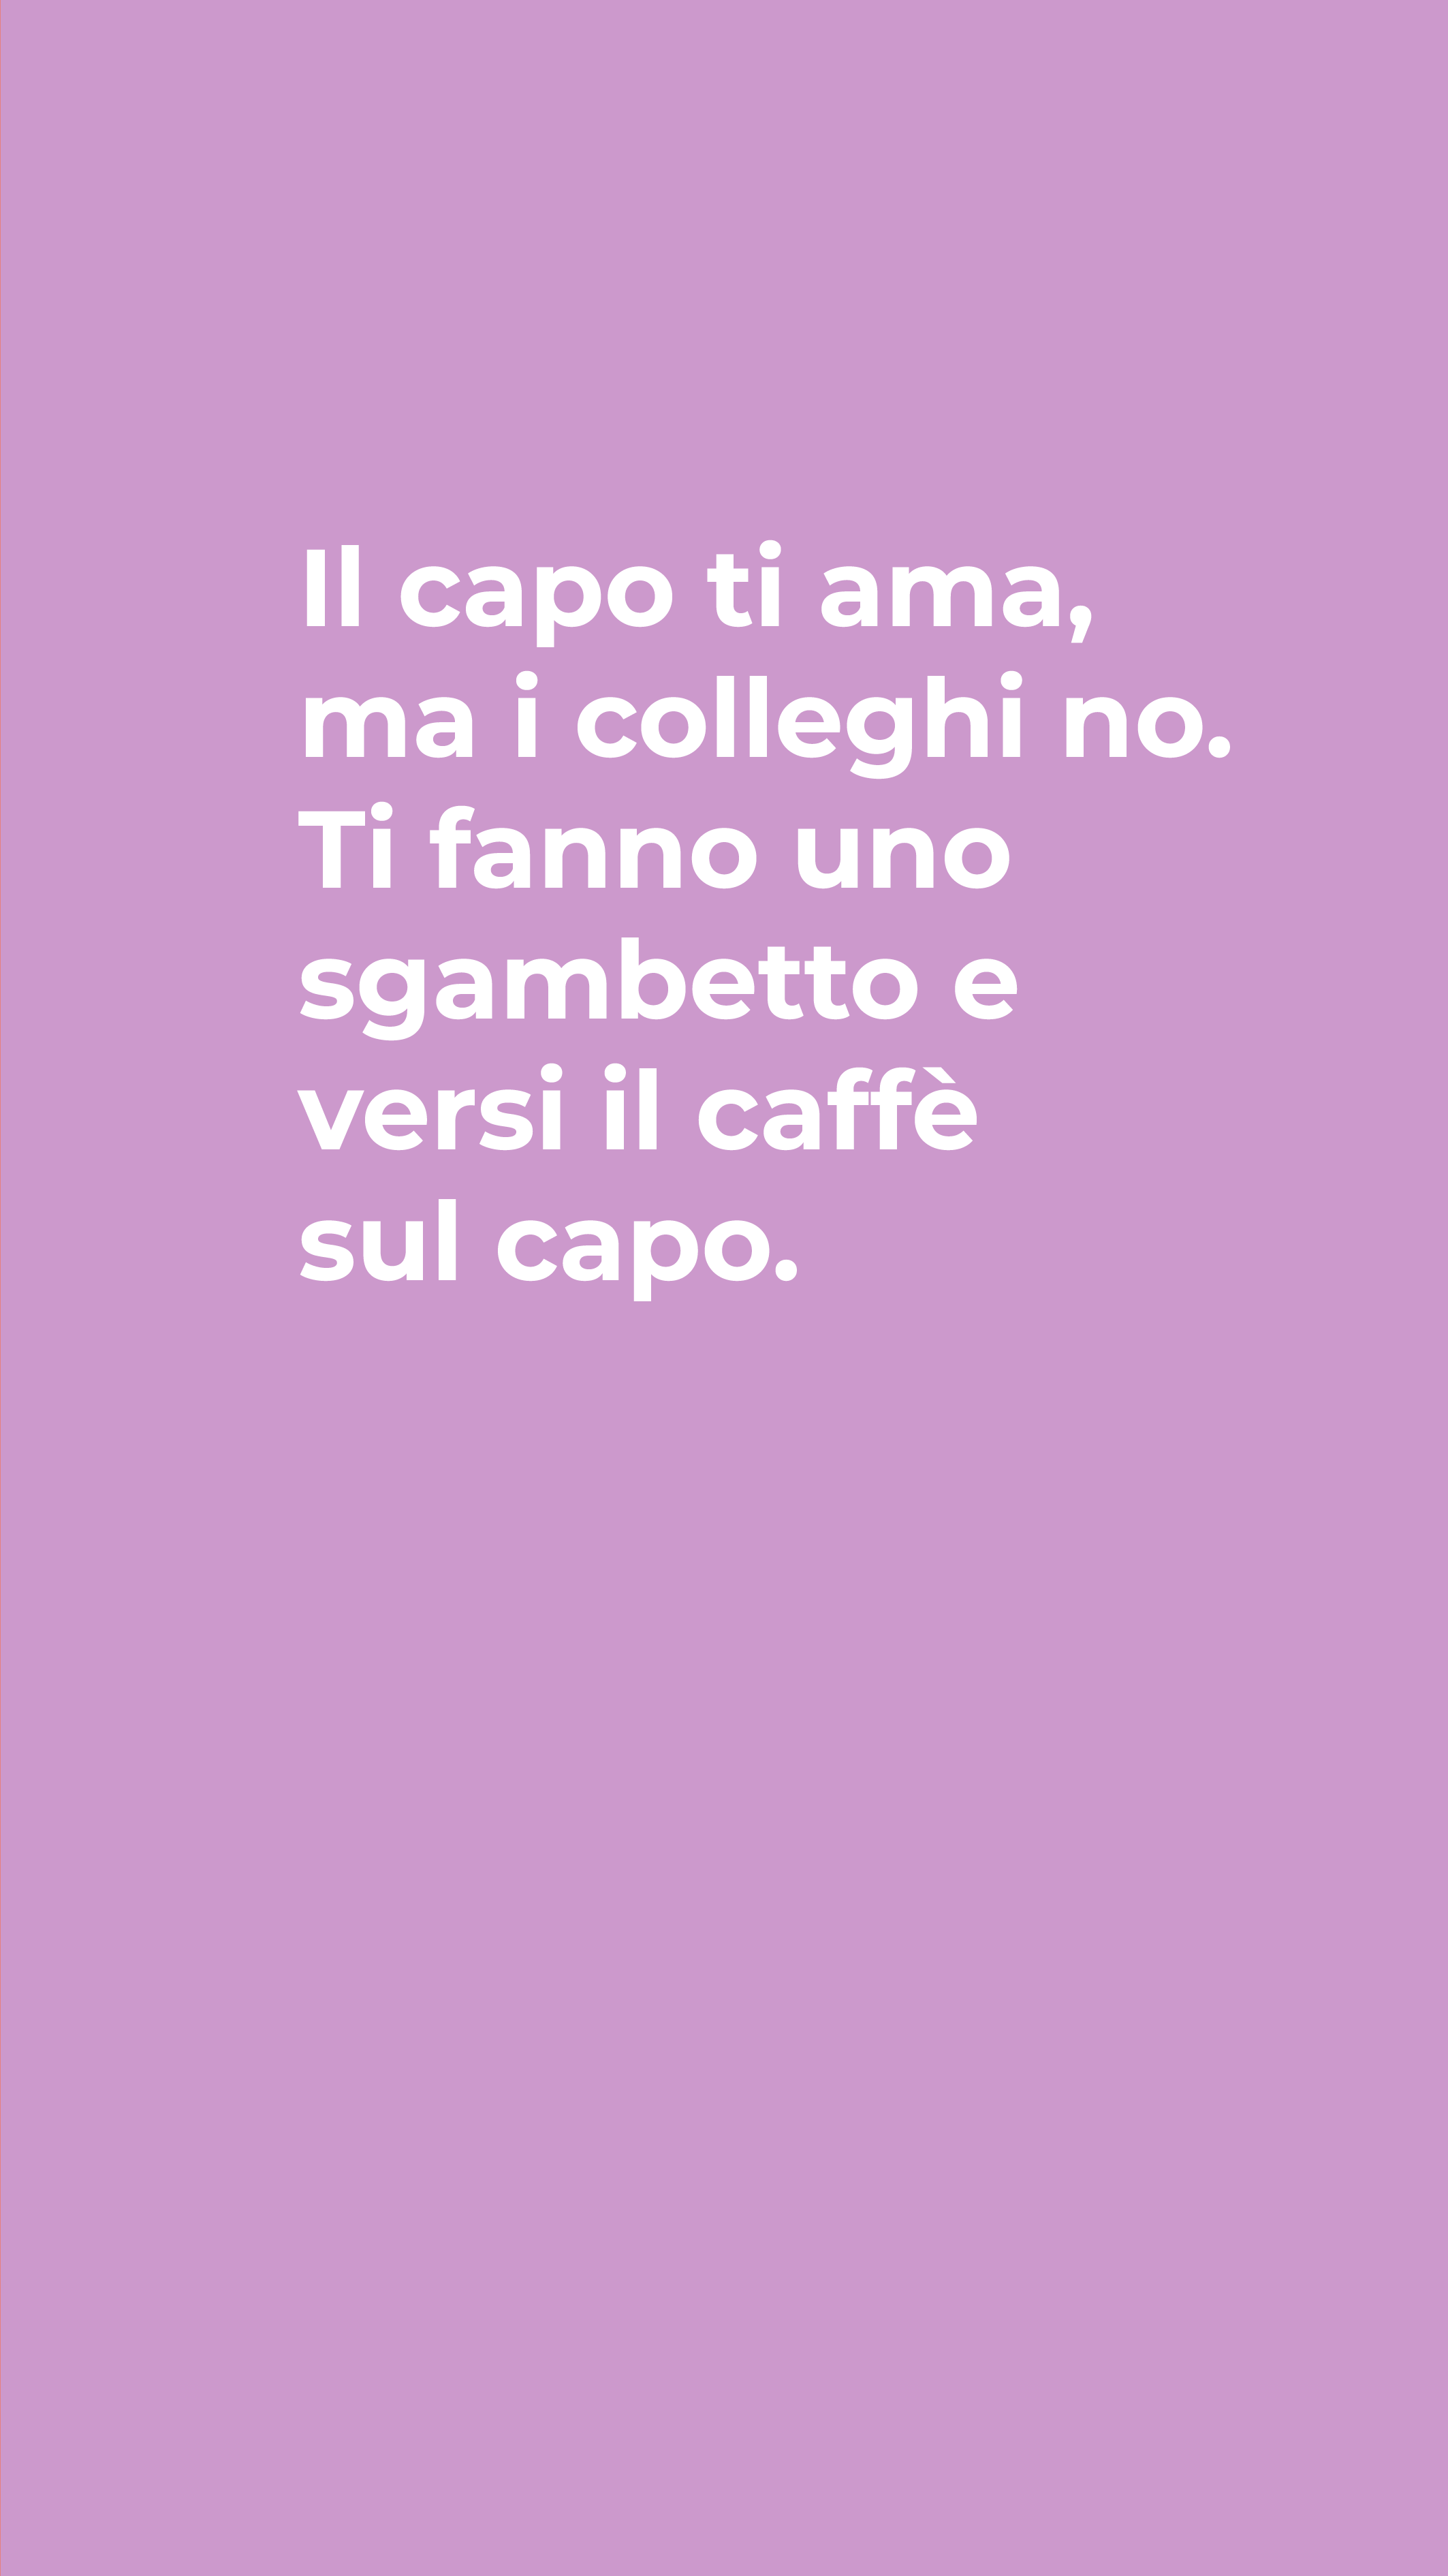 Il capo ti ama,
ma i colleghi no.
Ti fanno uno
sgambetto e
versi il caffè
sul capo.